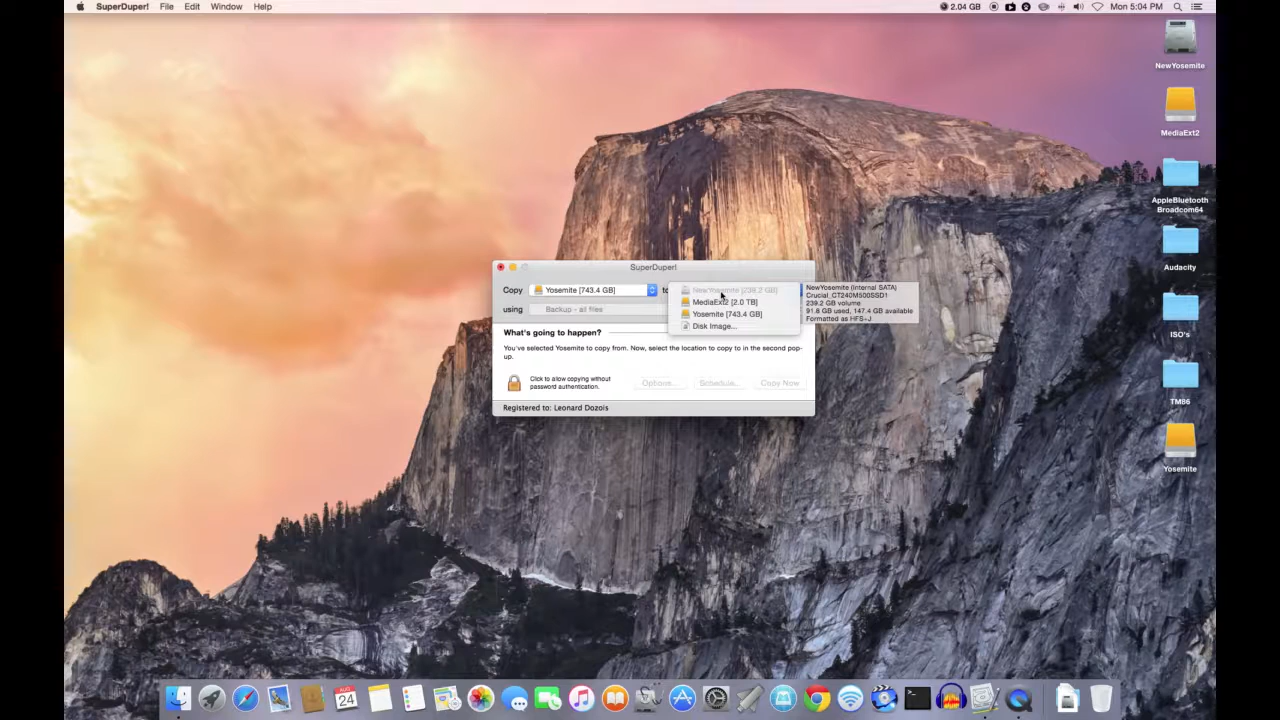 SuperDuper! File Edit Window Help 2.04 GB Mon 5:04 PM
NewYosemite
MediaExt2
AppleBluetooth
Broadcom64
Audacity
ISO's
TM86
Yosemite
SuperDuper!
Copy Yosemite [743.4 GB] to
using Backup - all files
NewYosemite [239.2 GB]
MediaExt2 [2.0 TB]
Yosemite [743.4 GB]
Disk Image...
NewYosemite (Internal SATA)
Crucial_CT240M500SSD1
239.2 GB volume
91.8 GB used, 147.4 GB available
Formatted as HFS+J
What's going to happen?
You've selected Yosemite to copy from. Now, select the location to copy to in the second pop-
up.
Click to allow copying without
password authentication.
Options... Schedule... Copy Now
Registered to: Leonard Dozois
AUG
24